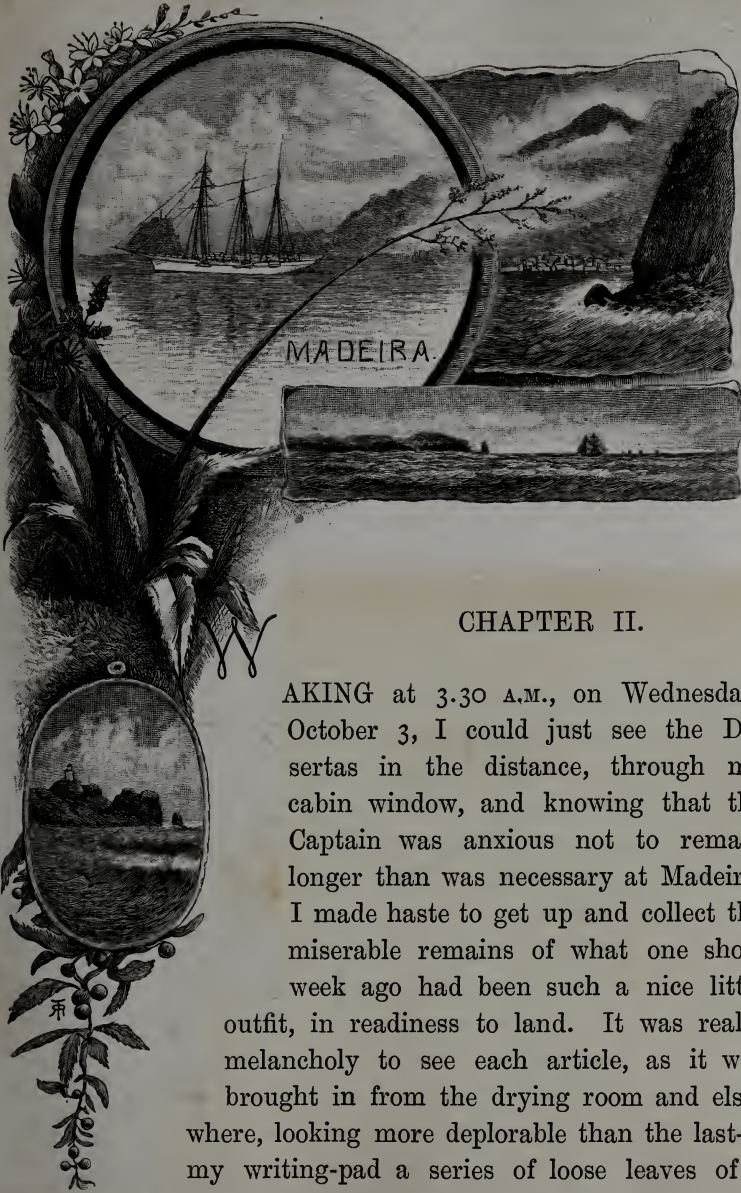 MADEIRA.
CHAPTER II.
WAKING at 3.30 A.M., on Wednesda
October 3, I could just see the D
sertas in the distance, through m
cabin window, and knowing that th
Captain was anxious not to rema
longer than was necessary at Madeir
I made haste to get up and collect th
miserable remains of what one sho
week ago had been such a nice litt
outfit, in readiness to land. It was real
melancholy to see each article, as it w
brought in from the drying room and els
where, looking more deplorable than the last-
my writing-pad a series of loose leaves of